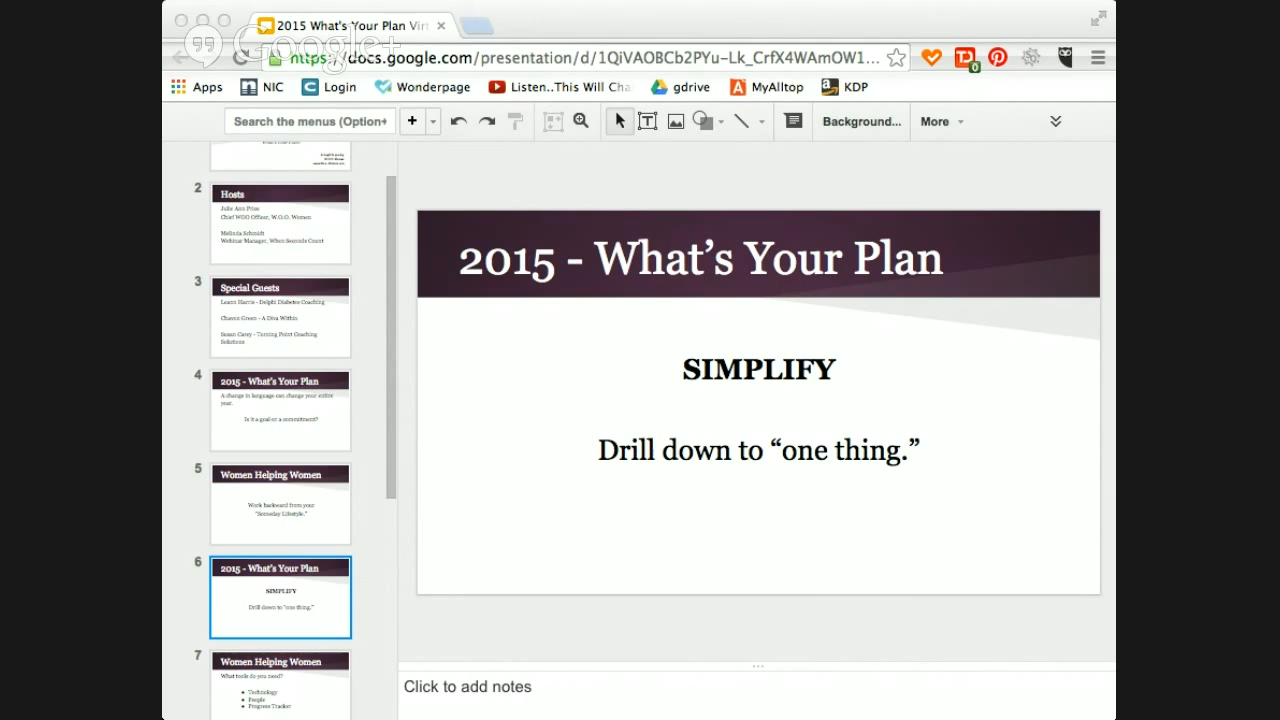 2015 What's Your Plan Virt
Google+
https://docs.google.com/presentation/d/1QiVAOBCb2PYu-Lk_CrfX4WAmOW1...
0
Apps
NIC
Login
Wonderpage
Listen..This Will Cha
gdrive
MyAlltop
KDP
Search the menus (Option+
Background...
More
2
Hosts
Julie Ann Price
Chief WOO Officer, W.O.O. Women
Melinda Schmidt
Webinar Manager, When Seconds Count
3
Special Guests
Leann Harris - Delphi Diabetes Coaching
Chaven Green - A Diva Within
Susan Carey - Turning Point Coaching
Solutions
4
2015 - What's Your Plan
A change in language can change your entire
year.
Is it a goal or a commitment?
5
Women Helping Women
Work backward from your
"Someday Lifestyle."
6
2015 - What's Your Plan
SIMPLIFY
Drill down to "one thing."
7
Women Helping Women
What tools do you need?
Technology
People
Progress Tracker
2015 - What's Your Plan
SIMPLIFY
Drill down to “one thing.”
Click to add notes